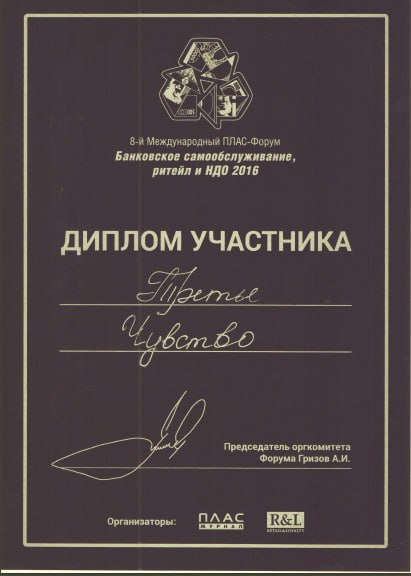 8-й Международный ПЛАС-Форум
Банковское самообслуживание,
ритейл и НДО 2016
ДИПЛОМ УЧАСТНИКА
Третье
Чувство
Председатель оргкомитета
Форума Гризов А.И.
Организаторы:
ПЛАС
ЖУРНАЛ
R&L
RETAIL&LOYALTY